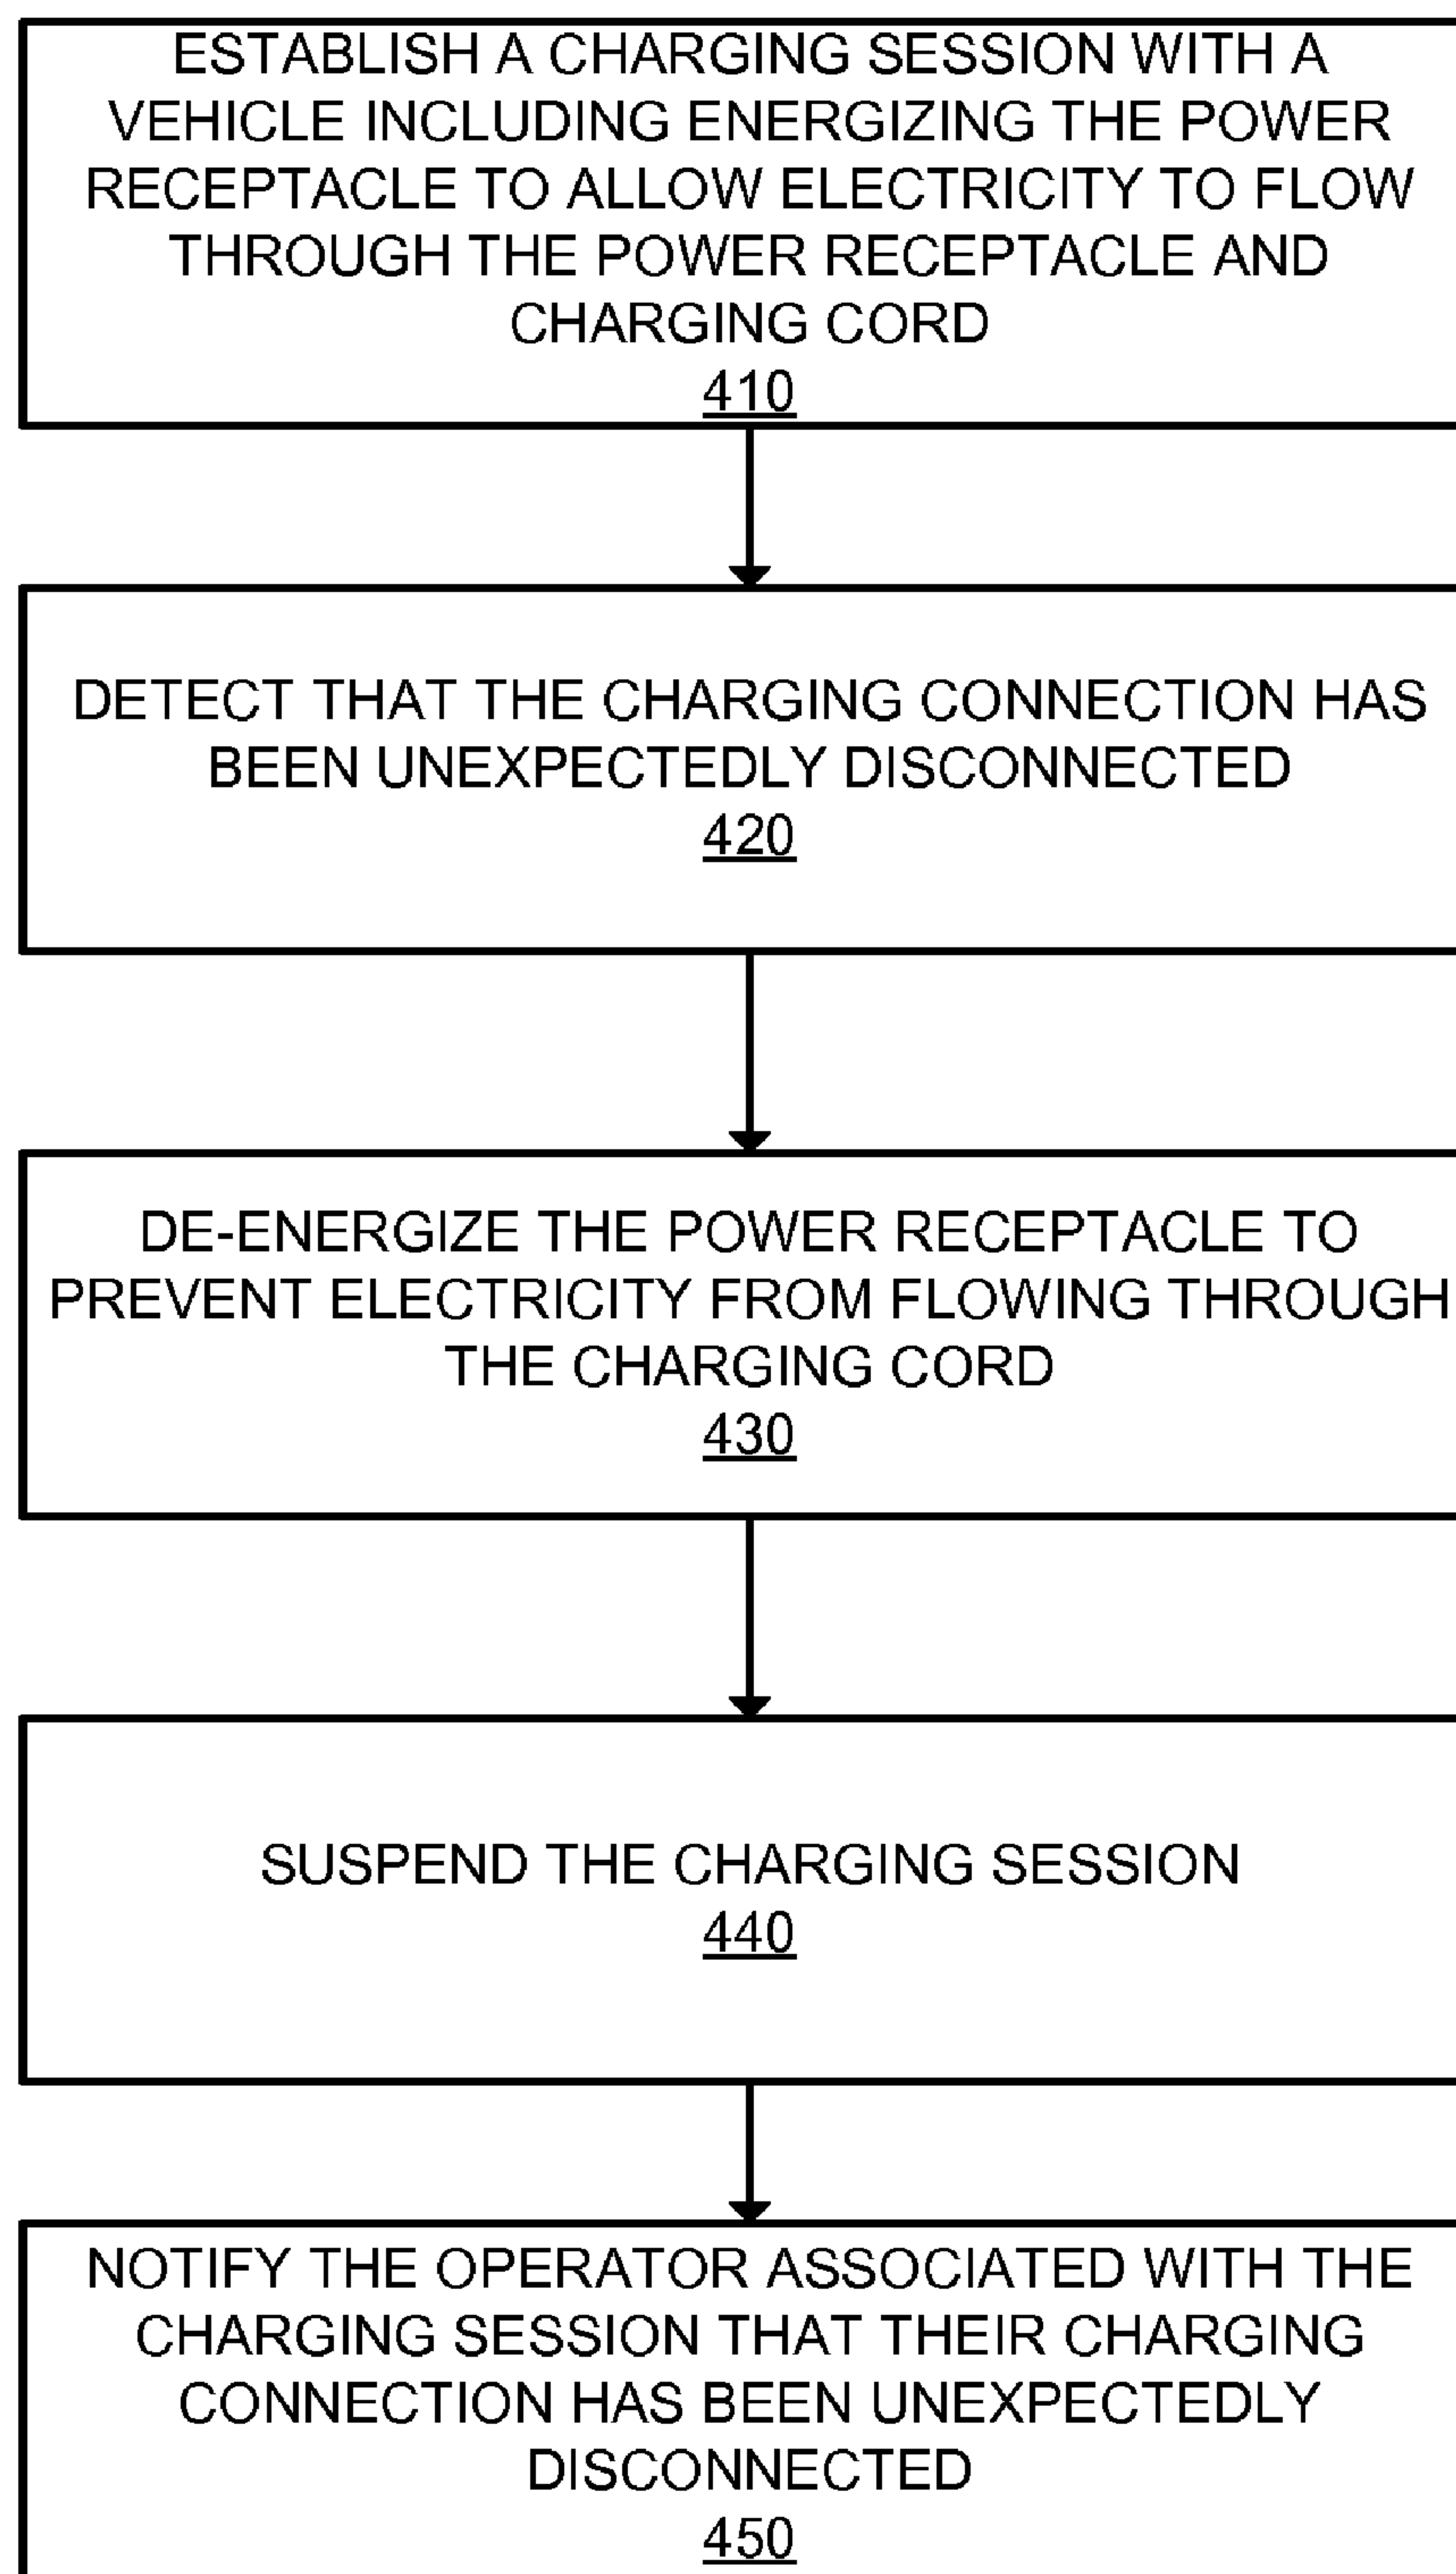 ESTABLISH A CHARGING SESSION WITH A
VEHICLE INCLUDING ENERGIZING THE POWER
RECEPTACLE TO ALLOW ELECTRICITY TO FLOW
THROUGH THE POWER RECEPTACLE AND
CHARGING CORD
410
DETECT THAT THE CHARGING CONNECTION HAS
BEEN UNEXPECTEDLY DISCONNECTED
420
DE-ENERGIZE THE POWER RECEPTACLE TO
PREVENT ELECTRICITY FROM FLOWING THROUGH
THE CHARGING CORD
430
SUSPEND THE CHARGING SESSION
440
NOTIFY THE OPERATOR ASSOCIATED WITH THE
CHARGING SESSION THAT THEIR CHARGING
CONNECTION HAS BEEN UNEXPECTEDLY
DISCONNECTED
450